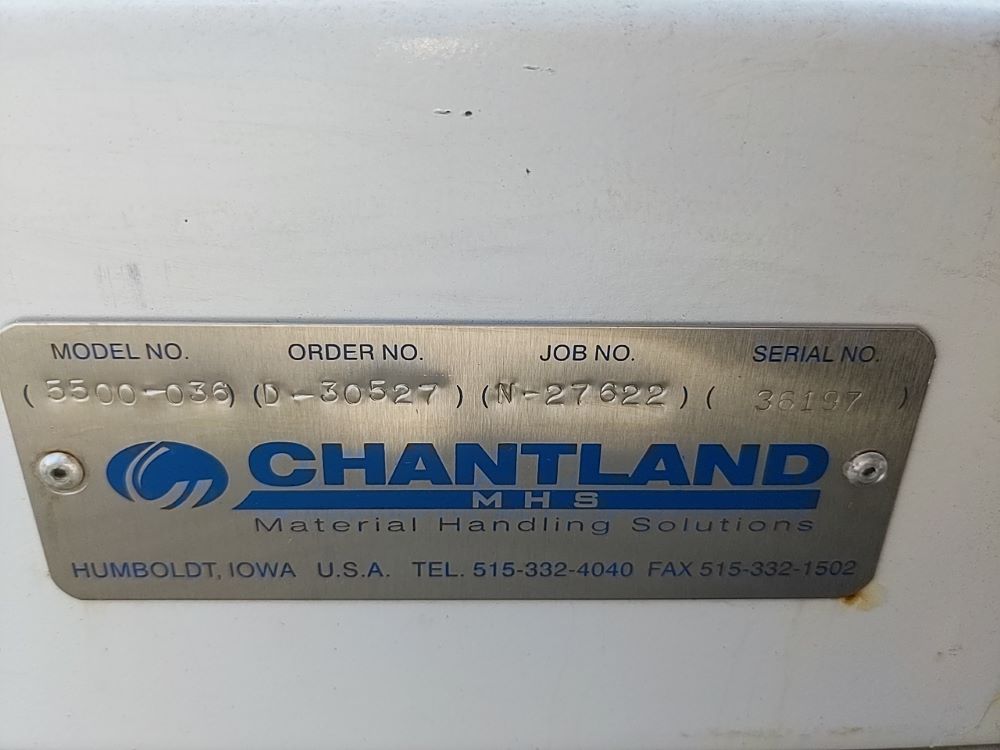 MODEL NO. ORDER NO. JOB NO. SERIAL NO.
(5500-036) (D-30527) (N-27622) ( 36197 )
CHANTLAND
MHS
Material Handling Solutions
HUMBOLDT, IOWA U.S.A. TEL. 515-332-4040 FAX 515-332-1502